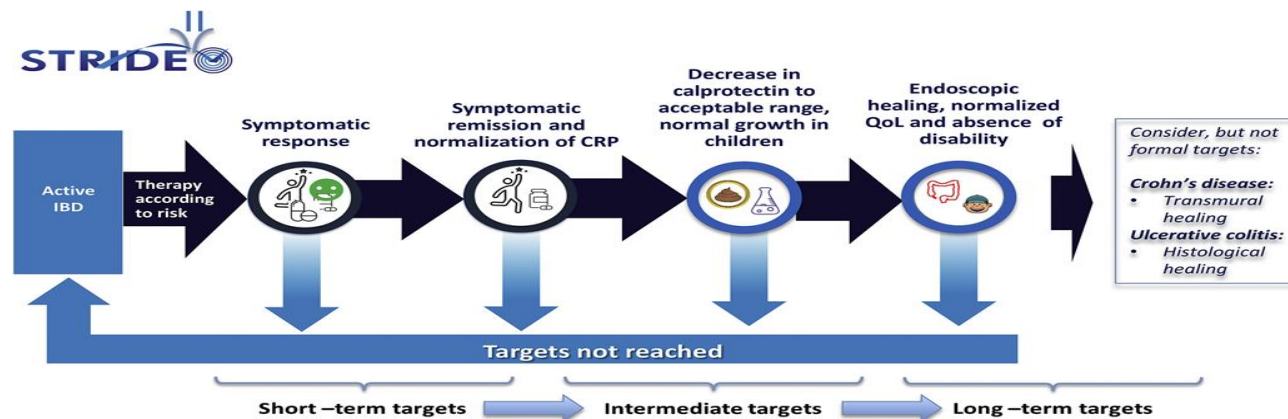 STRIDE
Active
IBD
Therapy
according
to risk
Symptomatic
response
Symptomatic
remission and
normalization of CRP
Decrease in
calprotectin to
acceptable range,
normal growth in
children
Endoscopic
healing, normalized
QoL and absence of
disability
Consider, but not
formal targets:
Crohn’s disease:
• Transmural
healing
Ulcerative colitis:
• Histological
healing
Targets not reached
Short –term targets
Intermediate targets
Long –term targets